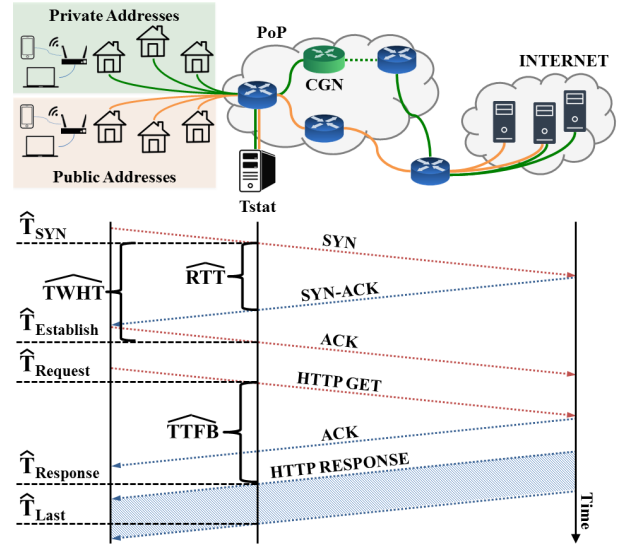 Private Addresses
PoP
CGN
INTERNET
Public Addresses
Tstat
T̂SYN
SYN
TWHT
RTT
SYN-ACK
T̂Establish
ACK
T̂Request
HTTP GET
TTFB
ACK
T̂Response
HTTP RESPONSE
T̂Last
Time